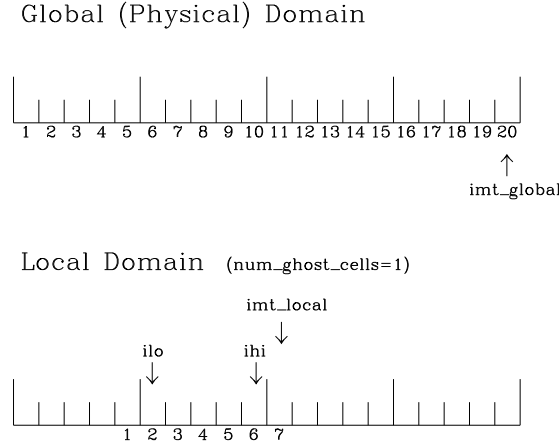 Global (Physical) Domain
1 2 3 4 5 6 7 8 9 10 11 12 13 14 15 16 17 18 19 20
imt_global
Local Domain (num_ghost_cells=1)
imt_local
ilo ihi
1 2 3 4 5 6 7